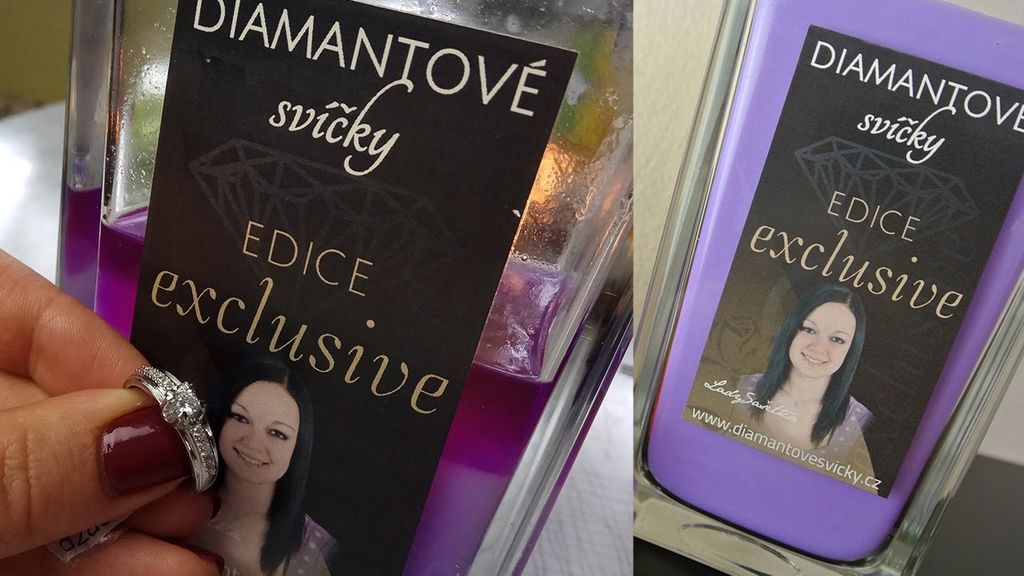 DIAMANTOVÉ
svíčky
EDICE
exclusive
DIAMANTOVÉ
svíčky
EDICE
exclusive
www.diamantovesvicky.cz